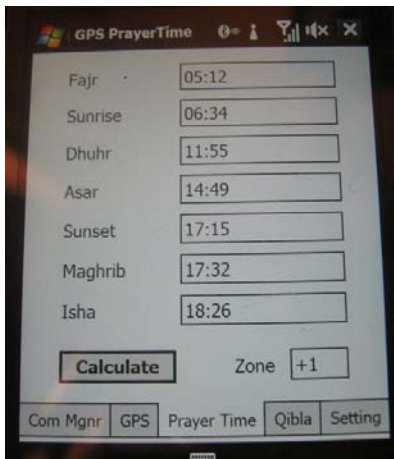 GPS PrayerTime
Fajr 05:12
Sunrise 06:34
Dhuhr 11:55
Asar 14:49
Sunset 17:15
Maghrib 17:32
Isha 18:26
Calculate Zone +1
Com Mgnr GPS Prayer Time Qibla Setting